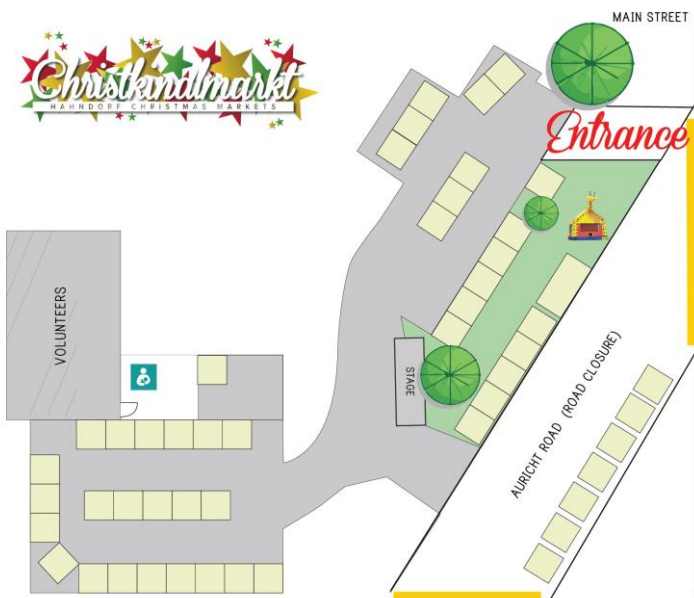 MAIN STREET
Christkindlmarkt
HAHNDORF CHRISTMAS MARKETS
Entrance
VOLUNTEERS
STAGE
AURICHT ROAD (ROAD CLOSURE)